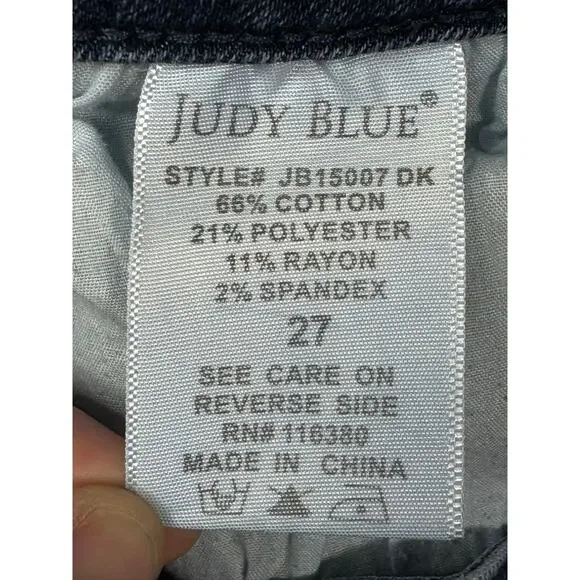 JUDY BLUE®
STYLE# JB15007 DK
66% COTTON
21% POLYESTER
11% RAYON
2% SPANDEX
27
SEE CARE ON
REVERSE SIDE
RN# 116380
MADE IN CHINA